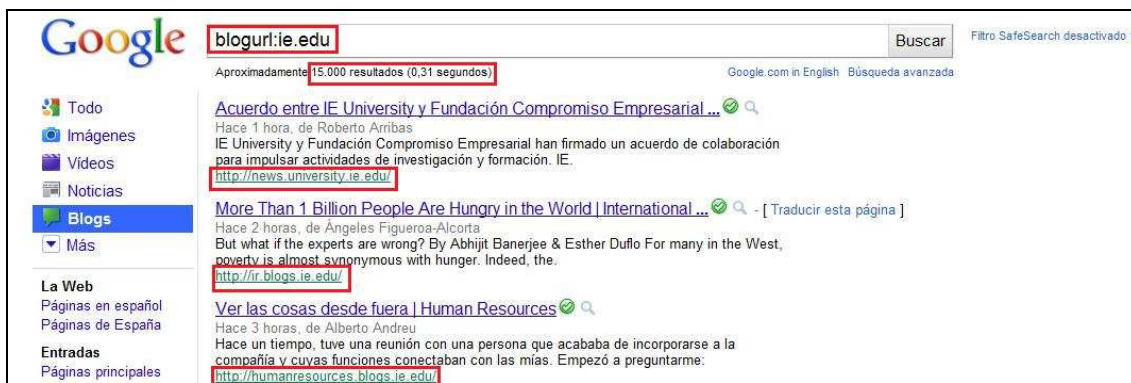 Google
blogurl:ie.edu
Buscar
Filtro SafeSearch desactivado
Aproximadamente 15.000 resultados (0,31 segundos)
Google.com in English Búsqueda avanzada
Todo
Imágenes
Vídeos
Noticias
Blogs
Más
La Web
Páginas en español
Páginas de España
Entradas
Páginas principales
Acuerdo entre IE University y Fundación Compromiso Empresarial ...
Hace 1 hora, de Roberto Arribas
IE University y Fundación Compromiso Empresarial han firmado un acuerdo de colaboración
para impulsar actividades de investigación y formación. IE.
http://news.university.ie.edu/
More Than 1 Billion People Are Hungry in the World | International ... - [ Traducir esta página ]
Hace 2 horas, de Ángeles Figueroa-Alcorta
But what if the experts are wrong? By Abhijit Banerjee & Esther Duflo For many in the West,
poverty is almost synonymous with hunger. Indeed, the.
http://ir.blogs.ie.edu/
Ver las cosas desde fuera | Human Resources
Hace 3 horas, de Alberto Andreu
Hace un tiempo, tuve una reunión con una persona que acababa de incorporarse a la
compañía y cuyas funciones conectaban con las mías. Empezó a preguntarme:
http://humanresources.blogs.ie.edu/